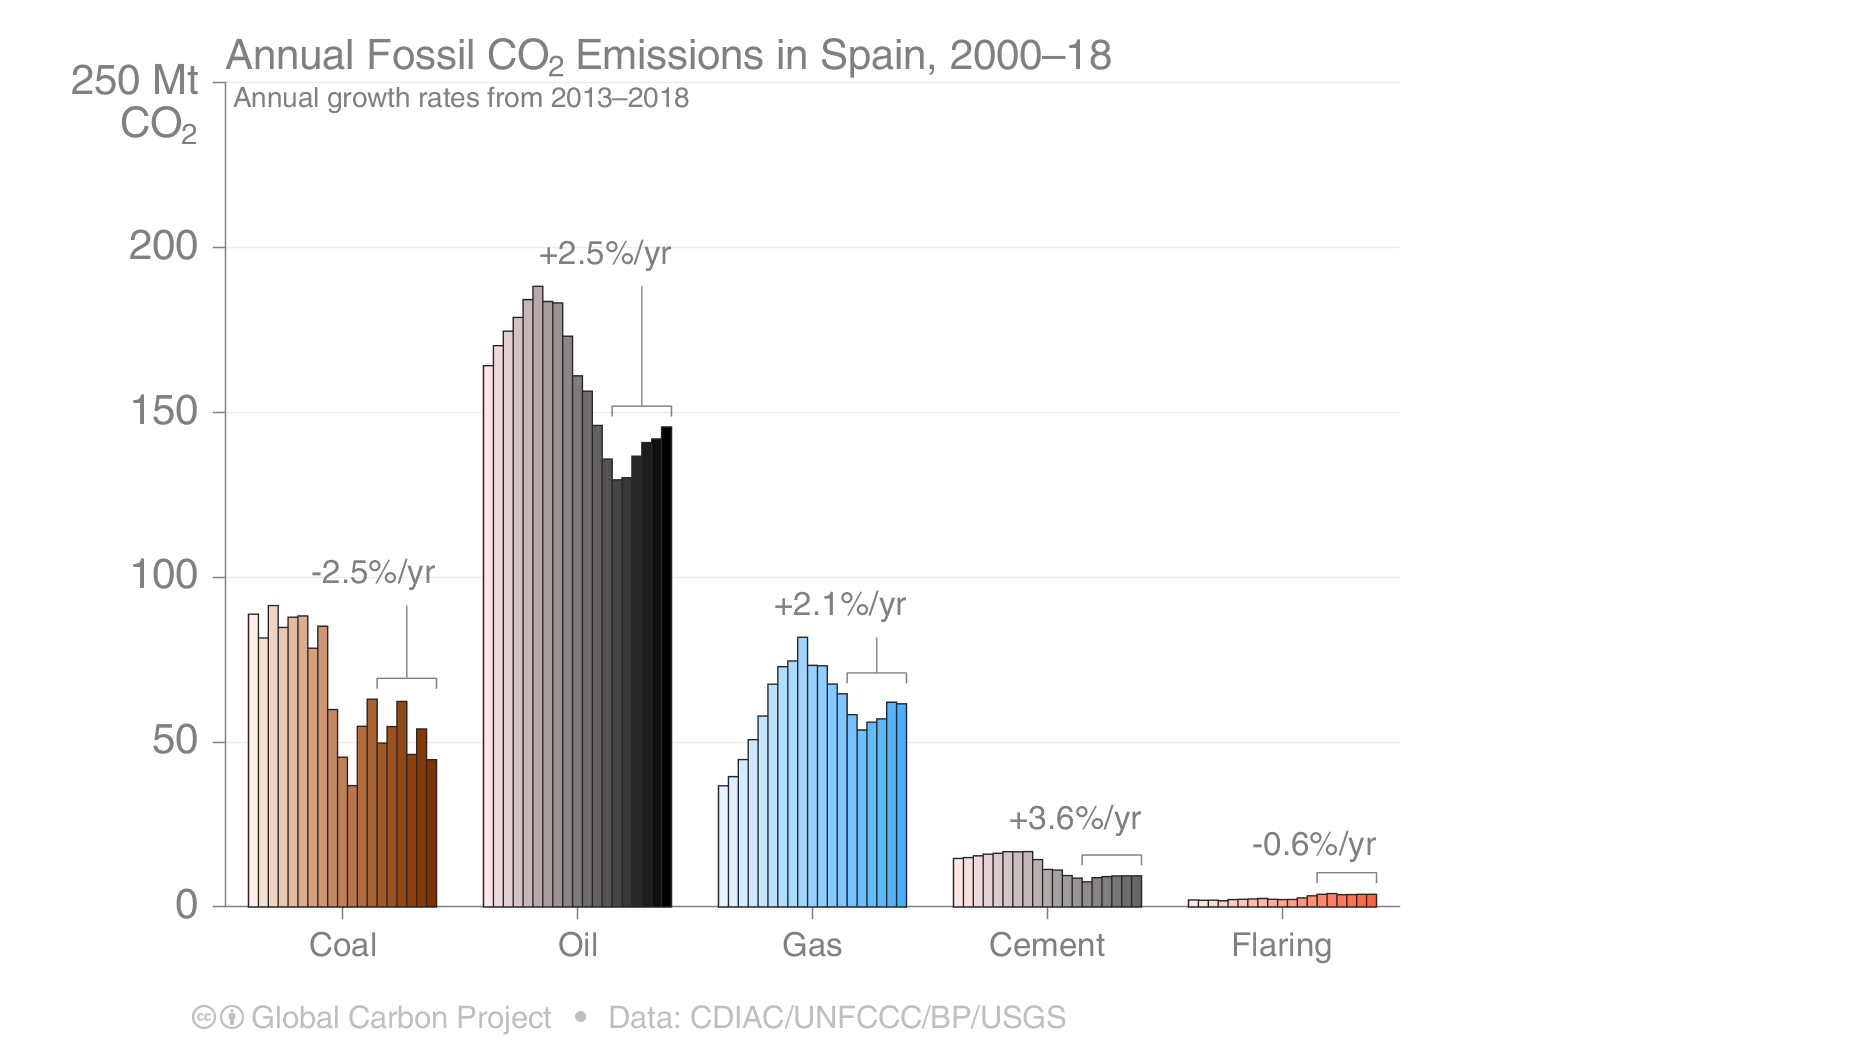 Annual Fossil CO₂ Emissions in Spain, 2000–18
250 Mt
CO₂
Annual growth rates from 2013–2018
200
150
100
50
0
-2.5%/yr
+2.5%/yr
+2.1%/yr
+3.6%/yr
-0.6%/yr
Coal
Oil
Gas
Cement
Flaring
cc Global Carbon Project • Data: CDIAC/UNFCCC/BP/USGS